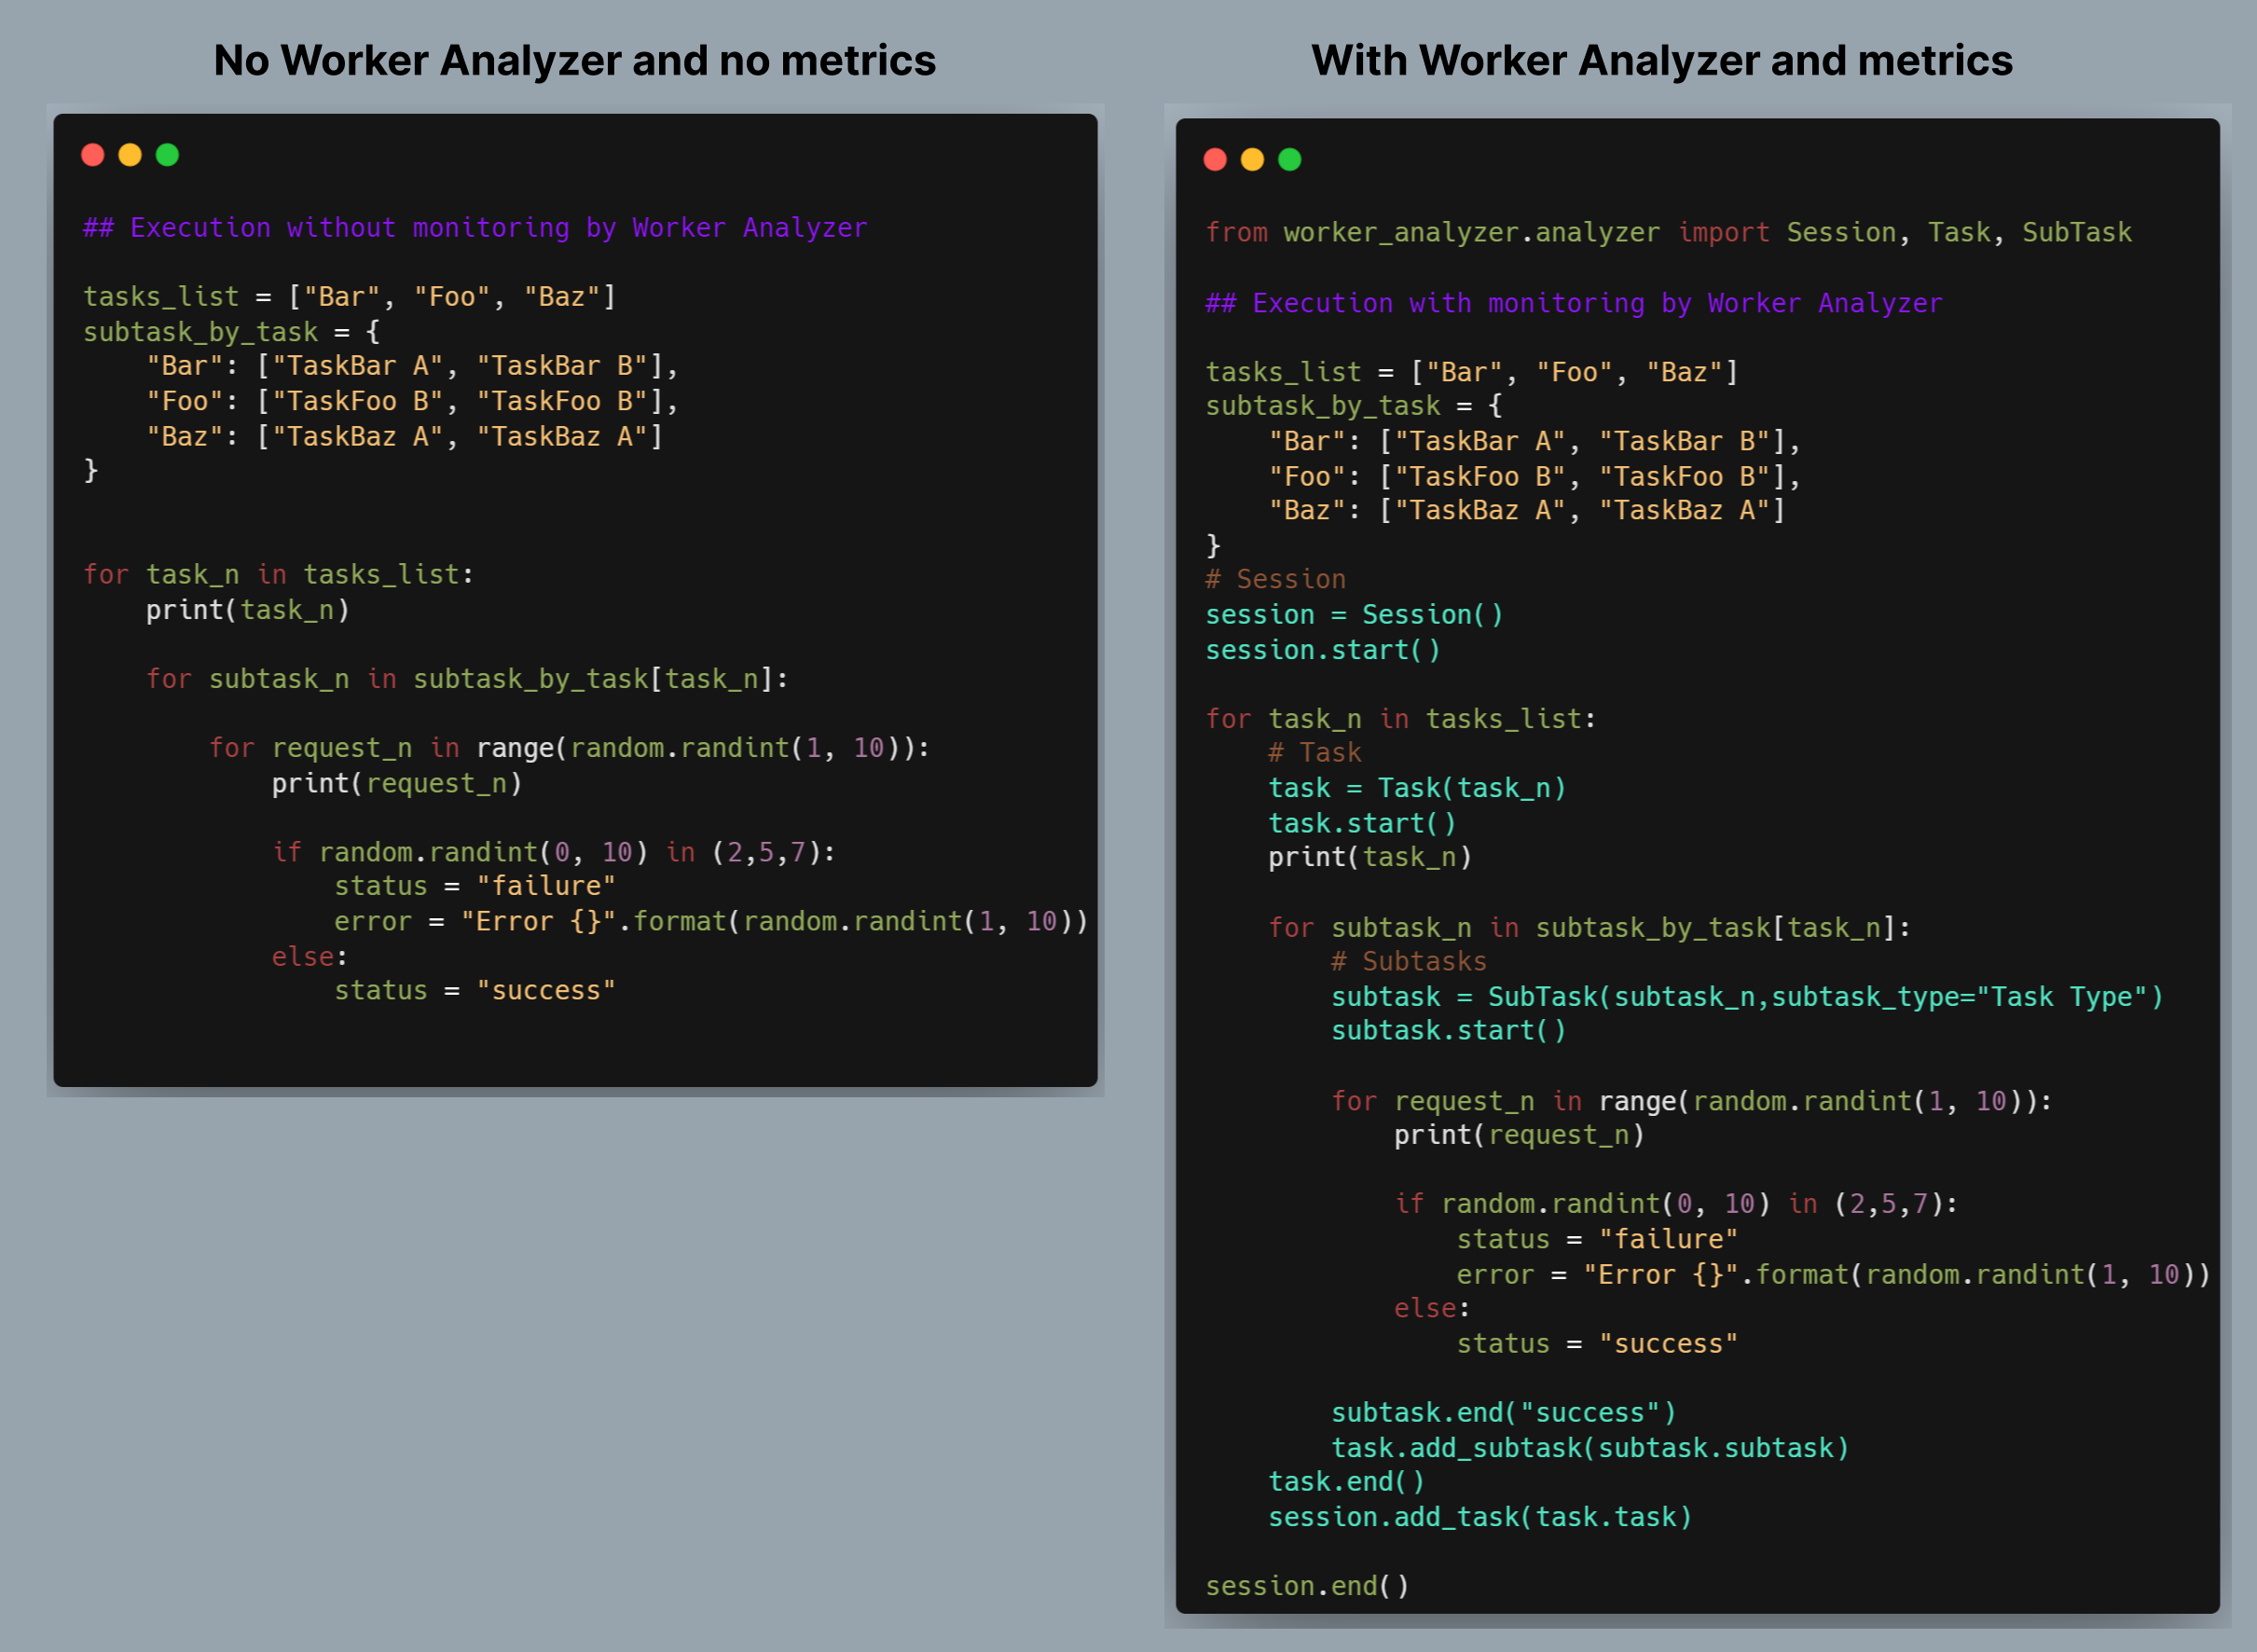 No Worker Analyzer and no metrics
## Execution without monitoring by Worker Analyzer
tasks_list = ["Bar", "Foo", "Baz"]
subtask_by_task = {
    "Bar": ["TaskBar A", "TaskBar B"],
    "Foo": ["TaskFoo B", "TaskFoo B"],
    "Baz": ["TaskBaz A", "TaskBaz A"]
}
for task_n in tasks_list:
    print(task_n)
    for subtask_n in subtask_by_task[task_n]:
        for request_n in range(random.randint(1, 10)):
            print(request_n)
            if random.randint(0, 10) in (2,5,7):
                status = "failure"
                error = "Error {}".format(random.randint(1, 10))
            else:
                status = "success"
With Worker Analyzer and metrics
from worker_analyzer.analyzer import Session, Task, SubTask
## Execution with monitoring by Worker Analyzer
tasks_list = ["Bar", "Foo", "Baz"]
subtask_by_task = {
    "Bar": ["TaskBar A", "TaskBar B"],
    "Foo": ["TaskFoo B", "TaskFoo B"],
    "Baz": ["TaskBaz A", "TaskBaz A"]
}
# Session
session = Session()
session.start()
for task_n in tasks_list:
    # Task
    task = Task(task_n)
    task.start()
    print(task_n)
    for subtask_n in subtask_by_task[task_n]:
        # Subtasks
        subtask = SubTask(subtask_n,subtask_type="Task Type")
        subtask.start()
        for request_n in range(random.randint(1, 10)):
            print(request_n)
            if random.randint(0, 10) in (2,5,7):
                status = "failure"
                error = "Error {}".format(random.randint(1, 10))
            else:
                status = "success"
        subtask.end("success")
        task.add_subtask(subtask.subtask)
    task.end()
    session.add_task(task.task)
session.end()